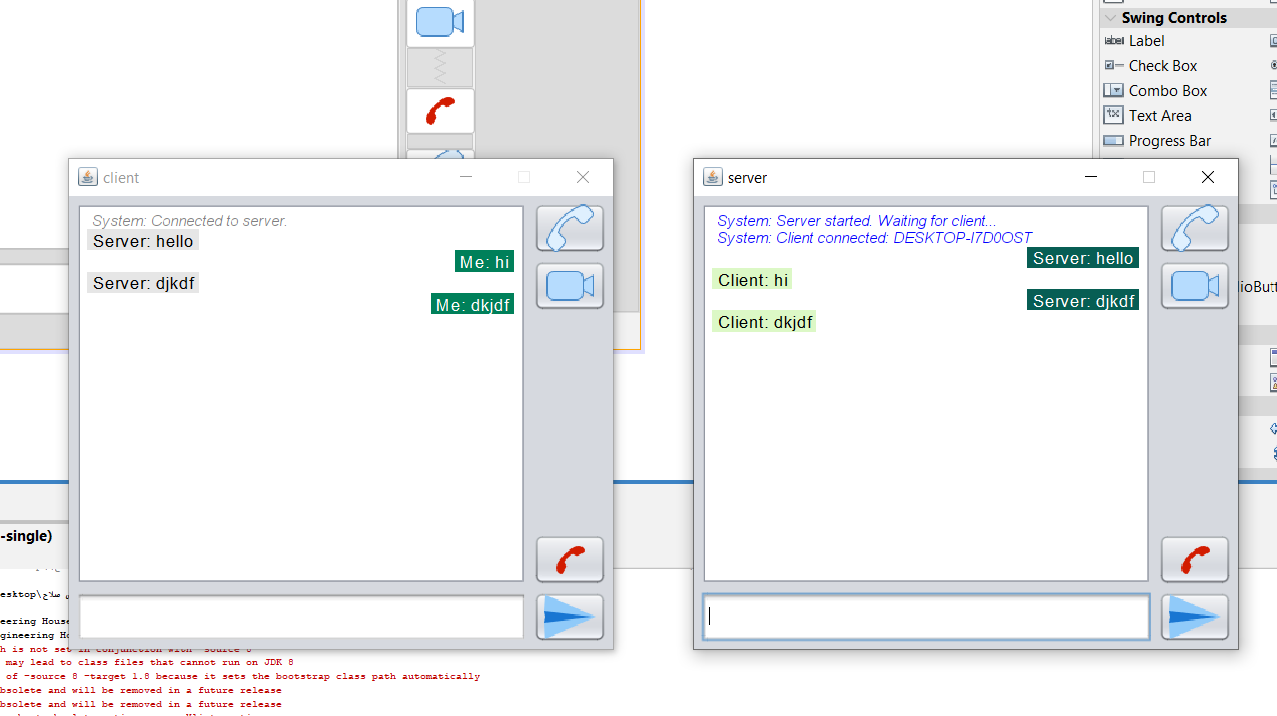 Swing Controls
Label
Check Box
Combo Box
Text Area
Progress Bar
client
System: Connected to server.
Server: hello
Me: hi
Server: djkdf
Me: dkjdf
server
System: Server started. Waiting for client...
System: Client connected: DESKTOP-I7D0OST
Server: hello
Client: hi
Server: djkdf
Client: dkjdf
ioButt
-single)
esktop\صلاح
eering House
gineering Ho
h is not set in conjunction with -source 8
may lead to class files that cannot run on JDK 8
of -source 8 -target 1.8 because it sets the bootstrap class path automatically
bsolete and will be removed in a future release
bsolete and will be removed in a future release